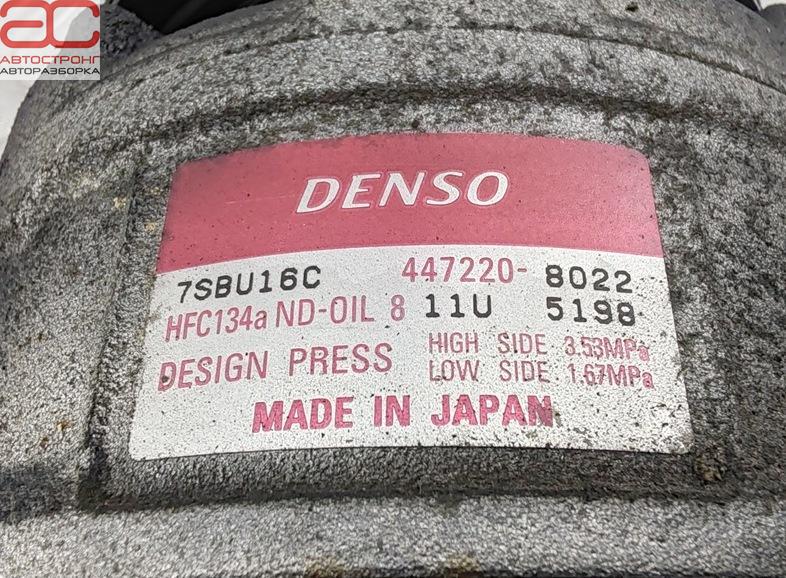 АС
АВТОСТРОНГ
АВТОРАЗБОРКА
DENSO
7SBU16C 447220-8022
HFC134a ND-OIL 8 11U 5198
DESIGN PRESS HIGH SIDE 3.53MPa
LOW SIDE 1.67MPa
MADE IN JAPAN